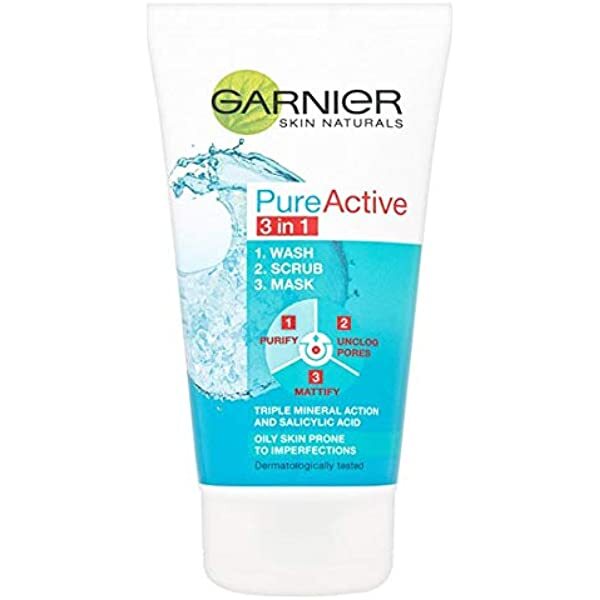 GARNIER
SKIN NATURALS
PureActive
3 in 1
1. WASH
2. SCRUB
3. MASK
1
2
PURIFY
UNCLOG
PORES
3
MATTIFY
TRIPLE MINERAL ACTION
AND SALICYLIC ACID
OILY SKIN PRONE
TO IMPERFECTIONS
Dermatologically tested